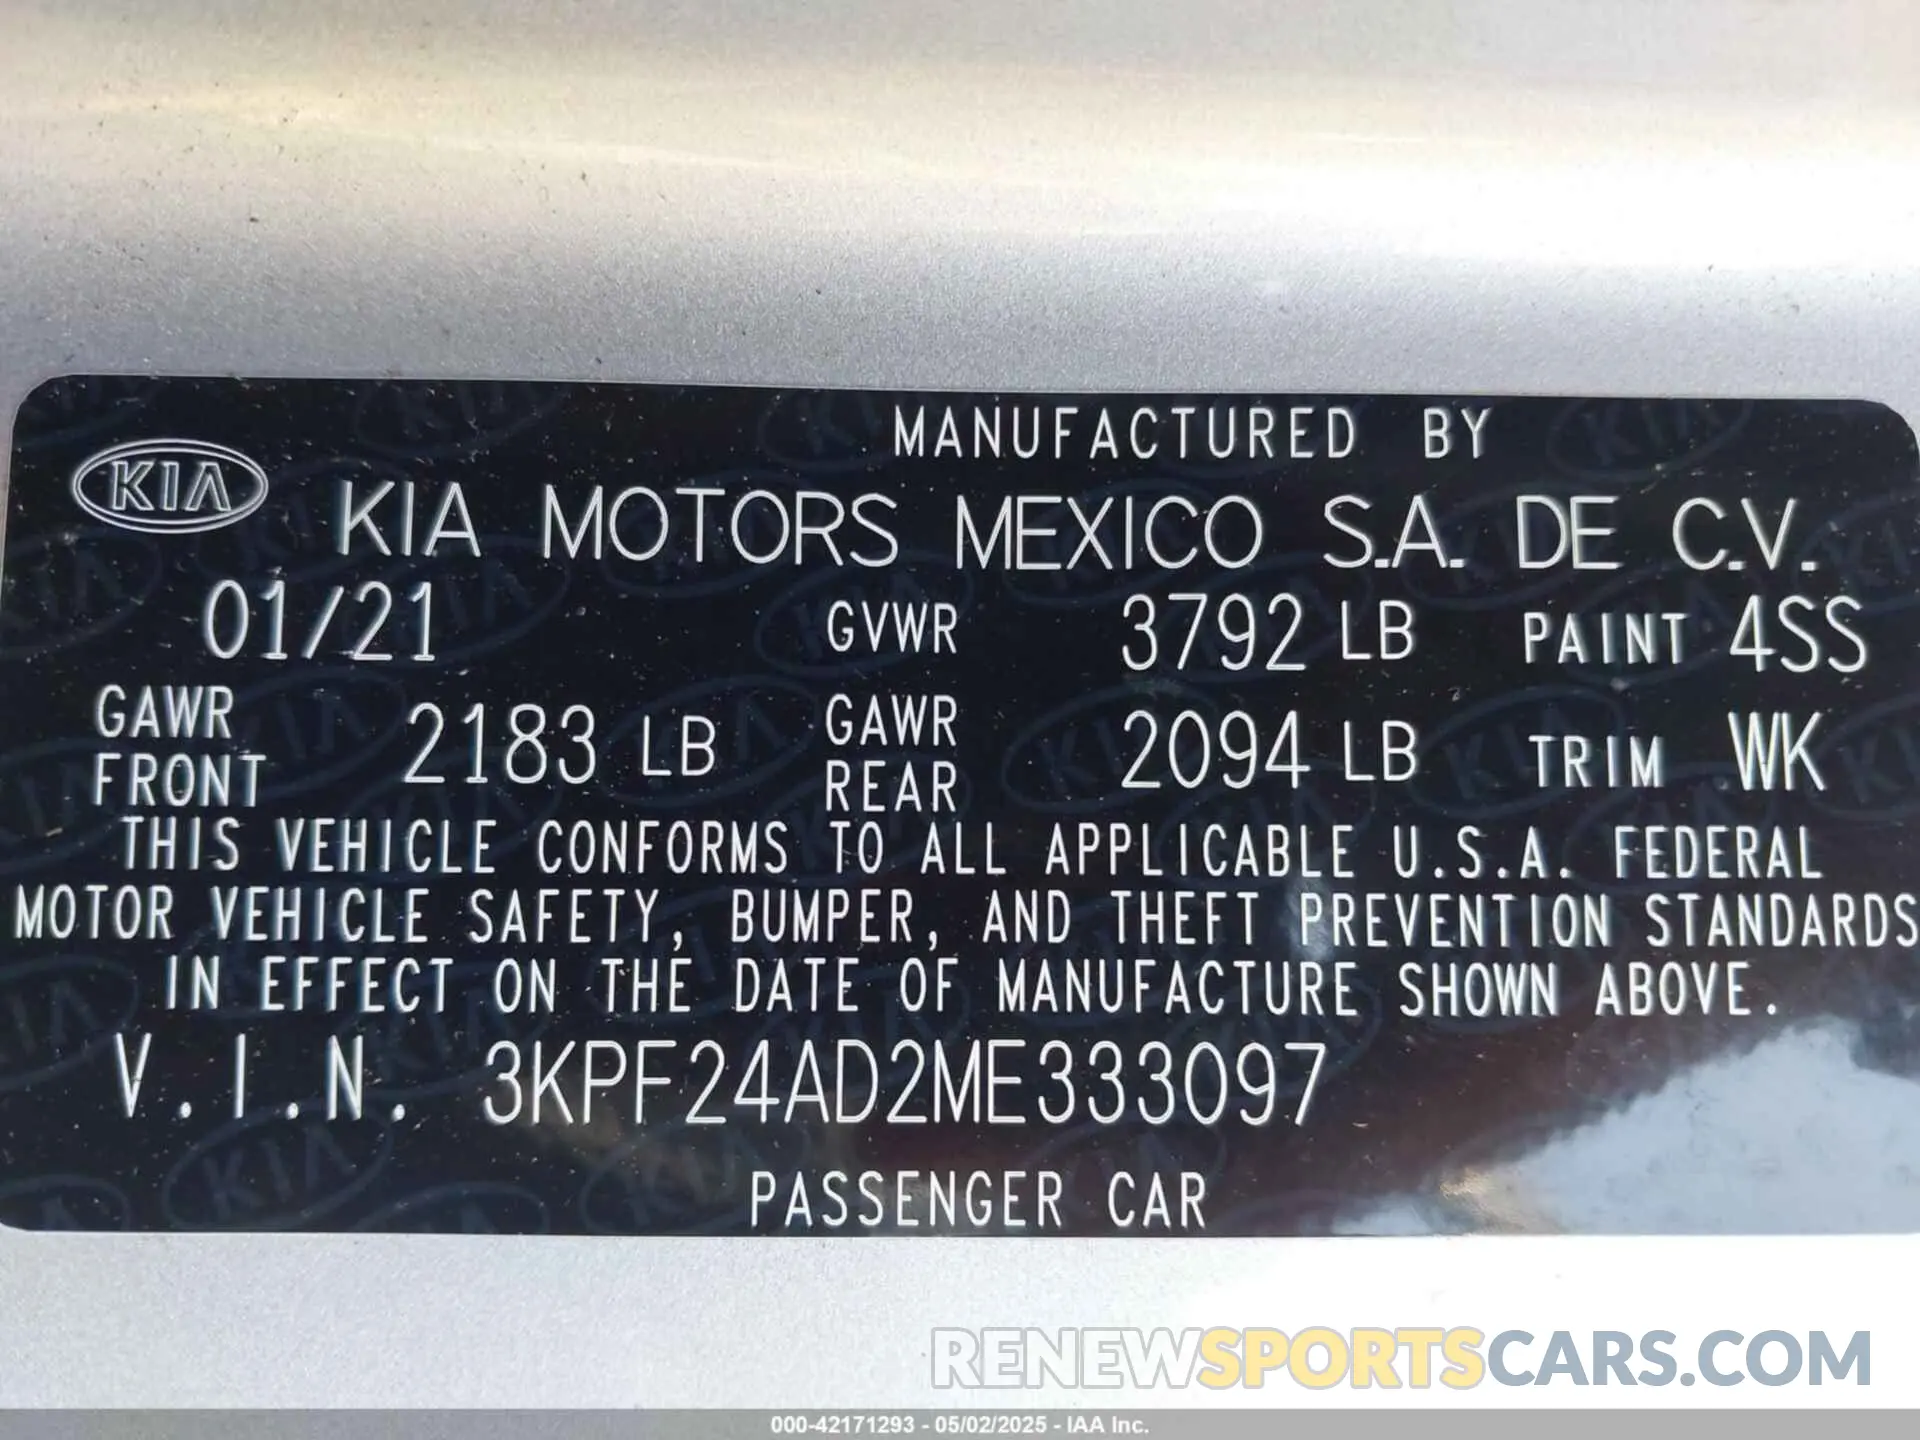 MANUFACTURED BY
KIA KIA MOTORS MEXICO S.A. DE C.V.
01/21 GVWR 3792 LB PAINT 4SS
GAWR FRONT 2183 LB GAWR REAR 2094 LB TRIM WK
THIS VEHICLE CONFORMS TO ALL APPLICABLE U.S.A. FEDERAL
MOTOR VEHICLE SAFETY, BUMPER, AND THEFT PREVENTION STANDARDS
IN EFFECT ON THE DATE OF MANUFACTURE SHOWN ABOVE.
V.I.N. 3KPF24AD2ME333097
PASSENGER CAR
RENEWSPORTSCARS.COM
000-42171293 - 05/02/2025 - IAA Inc.